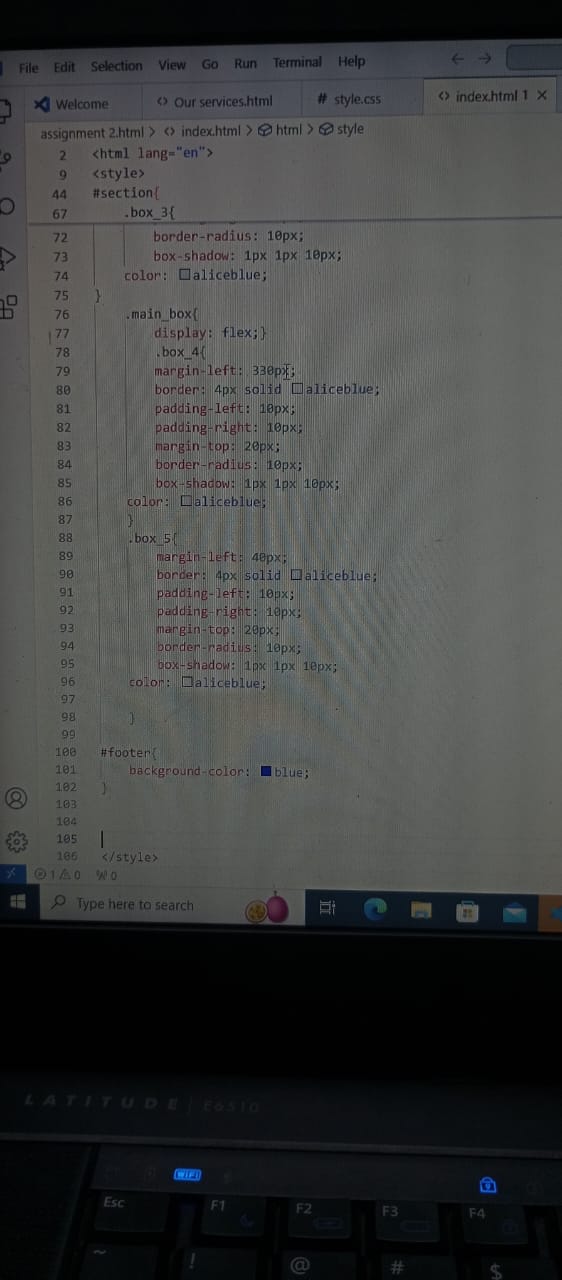 File Edit Selection View Go Run Terminal Help
Welcome Our services.html # style.css index.html 1
assignment 2.html > index.html > html > style
2 <html lang="en">
9 <style>
44 #section{
67 .box_3{
72 border-radius: 10px;
73 box-shadow: 1px 1px 10px;
74 color: aliceblue;
75 }
76 .main_box{
77 display: flex;}
78 .box_4{
79 margin-left: 330px;
80 border: 4px solid aliceblue;
81 padding-left: 10px;
82 padding-right: 10px;
83 margin-top: 20px;
84 border-radius: 10px;
85 box-shadow: 1px 1px 10px;
86 color: aliceblue;
87 }
88 .box_5{
89 margin-left: 40px;
90 border: 4px solid aliceblue;
91 padding-left: 10px;
92 padding-right: 10px;
93 margin-top: 20px;
94 border-radius: 10px;
95 box-shadow: 1px 1px 10px;
96 color: aliceblue;
97
98 }
99
100 #footer{
101 background-color: blue;
102 }
103
104
105
106 </style>
1 0 0
Type here to search
LATITUDE E6510
WiFi
Esc F1 F2 F3 F4
~ ! @ # $